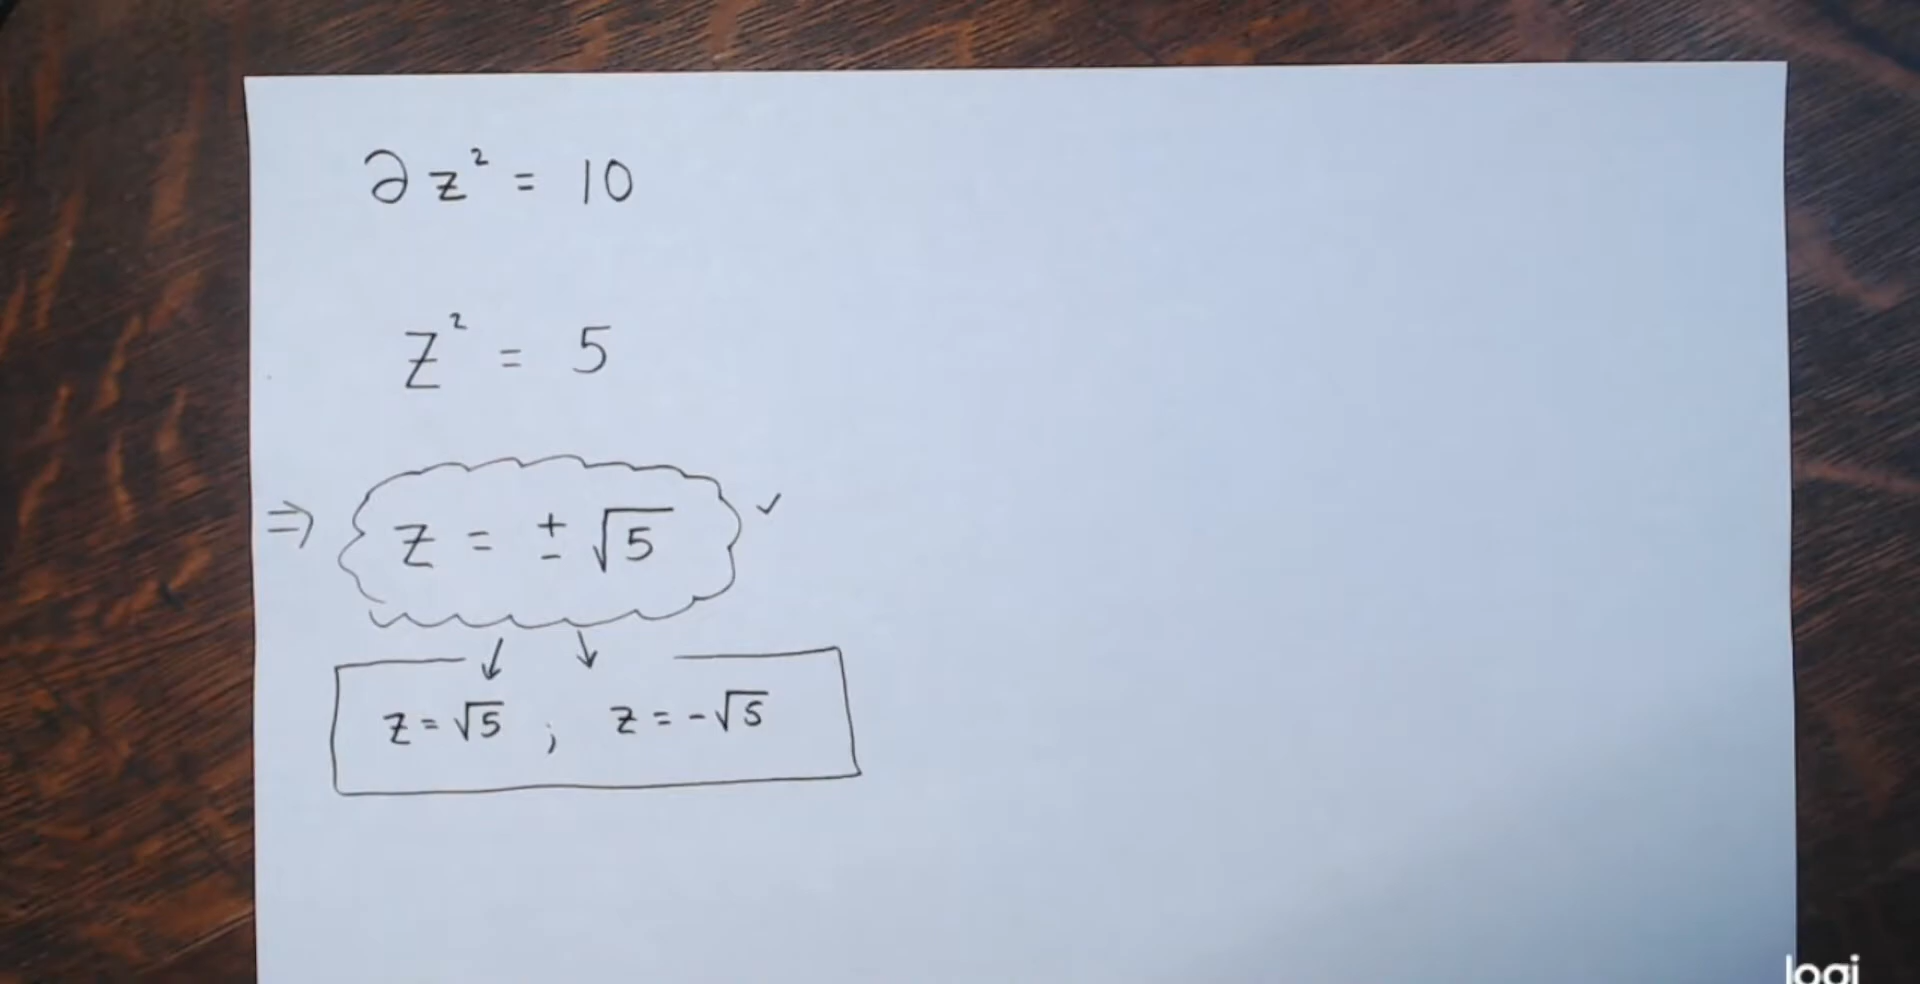 2z² = 10
z² = 5
⇒ z = ± √5 ✓
z = √5 ; z = -√5
logi